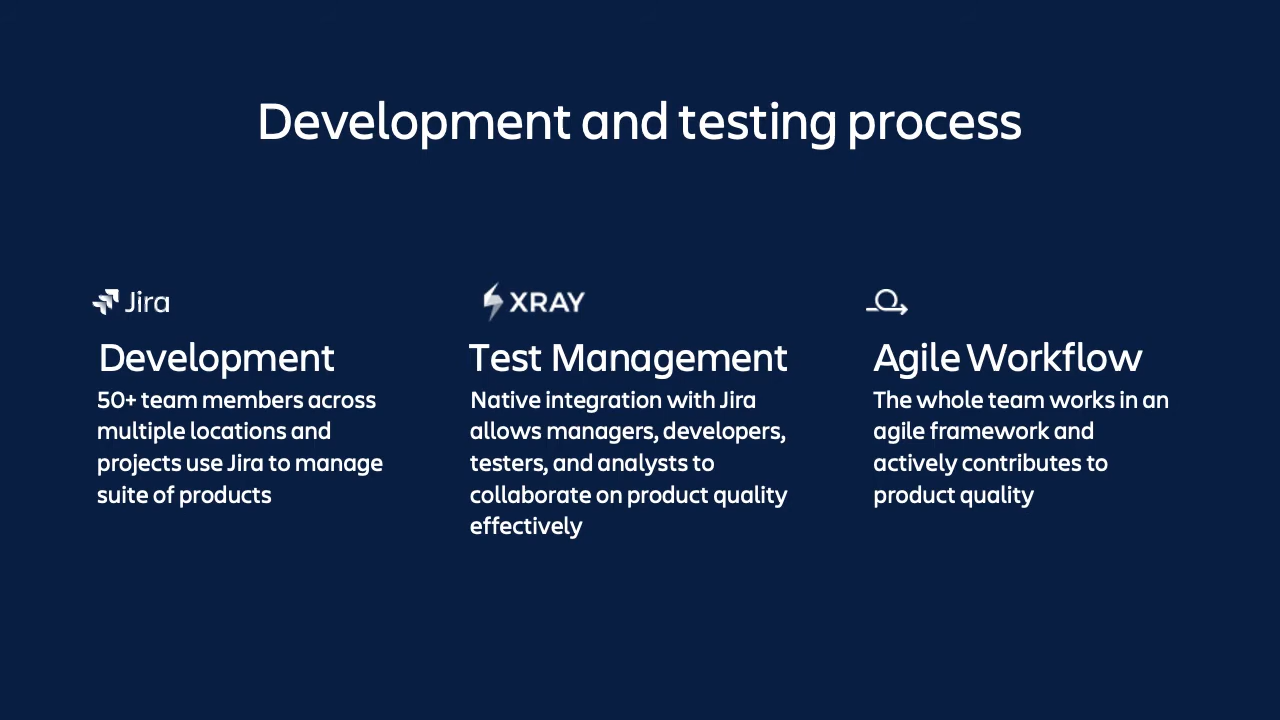 Development and testing process
Jira
Development
50+ team members across
multiple locations and
projects use Jira to manage
suite of products
XRAY
Test Management
Native integration with Jira
allows managers, developers,
testers, and analysts to
collaborate on product quality
effectively
Agile Workflow
The whole team works in an
agile framework and
actively contributes to
product quality